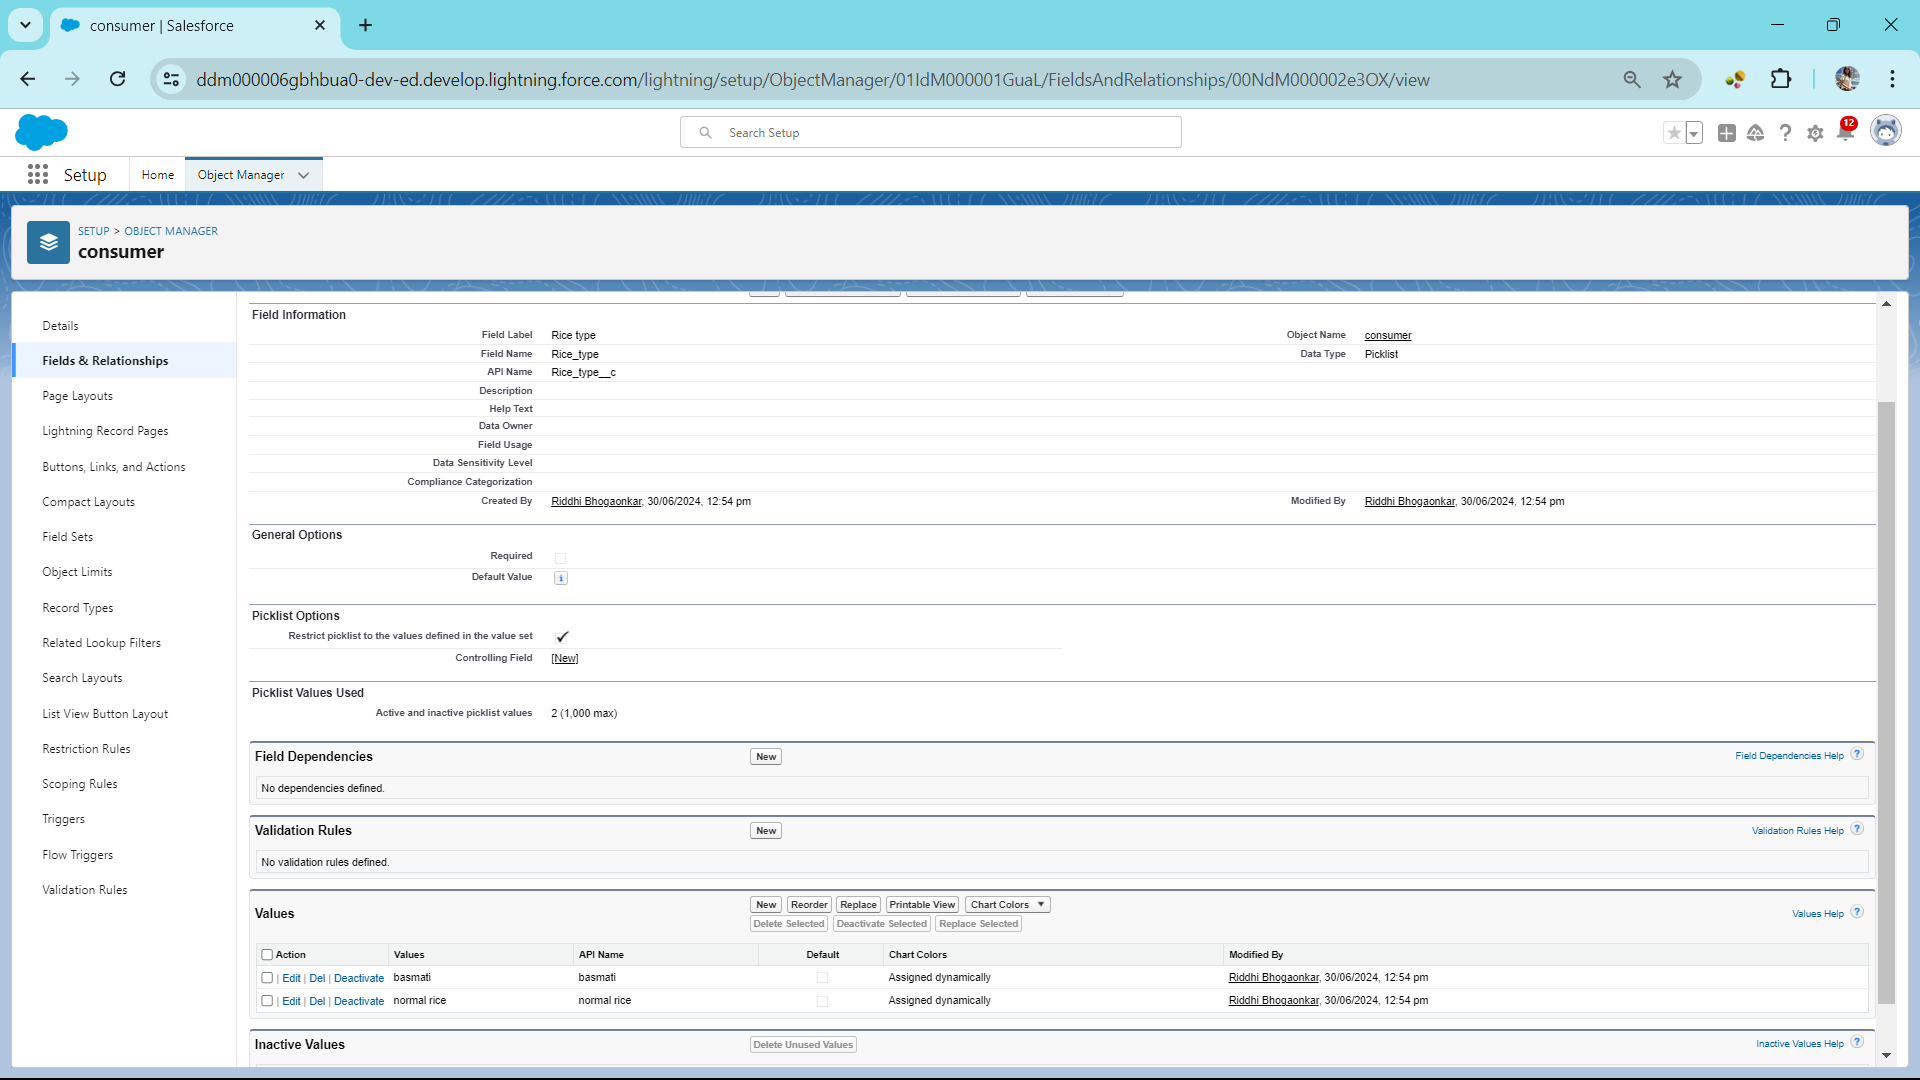 consumer | Salesforce
ddm000006gbhbua0-dev-ed.develop.lightning.force.com/lightning/setup/ObjectManager/01IdM000001GuaL/FieldsAndRelationships/00NdM000002e3OX/view
Search Setup
12
Setup
Home
Object Manager
SETUP > OBJECT MANAGER
consumer
Details
Fields & Relationships
Page Layouts
Lightning Record Pages
Buttons, Links, and Actions
Compact Layouts
Field Sets
Object Limits
Record Types
Related Lookup Filters
Search Layouts
List View Button Layout
Restriction Rules
Scoping Rules
Triggers
Flow Triggers
Validation Rules
Field Information
Field Label Rice type Object Name consumer
Field Name Rice_type Data Type Picklist
API Name Rice_type__c
Description
Help Text
Data Owner
Field Usage
Data Sensitivity Level
Compliance Categorization
Created By Riddhi Bhogaonkar, 30/06/2024, 12:54 pm Modified By Riddhi Bhogaonkar, 30/06/2024, 12:54 pm
General Options
Required
Default Value
Picklist Options
Restrict picklist to the values defined in the value set
Controlling Field [New]
Picklist Values Used
Active and inactive picklist values 2 (1,000 max)
Field Dependencies New Field Dependencies Help ?
No dependencies defined.
Validation Rules New Validation Rules Help ?
No validation rules defined.
Values New Reorder Replace Printable View Chart Colors Values Help ?
Delete Selected Deactivate Selected Replace Selected
Action Values API Name Default Chart Colors Modified By
| Edit | Del | Deactivate basmati basmati Assigned dynamically Riddhi Bhogaonkar, 30/06/2024, 12:54 pm
| Edit | Del | Deactivate normal rice normal rice Assigned dynamically Riddhi Bhogaonkar, 30/06/2024, 12:54 pm
Inactive Values Delete Unused Values Inactive Values Help ?